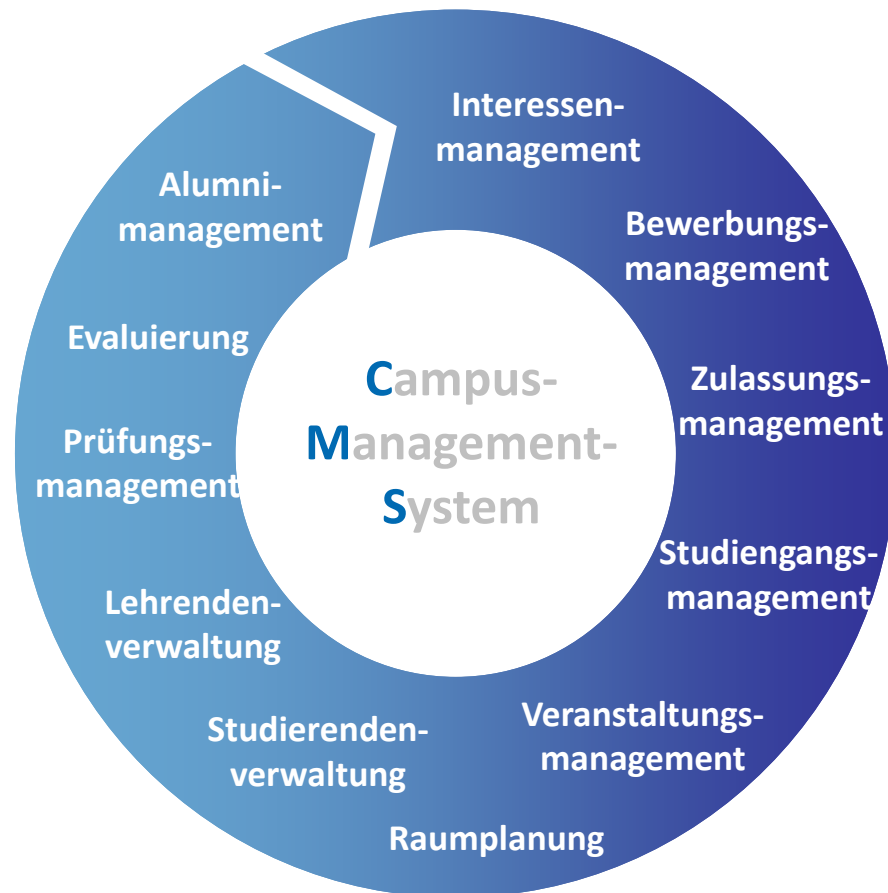 Interessen-
management
Bewerbungs-
management
Zulassungs-
management
Studiengangs-
management
Veranstaltungs-
management
Raumplanung
Studierenden-
verwaltung
Lehrenden-
verwaltung
Prüfungs-
management
Evaluierung
Alumni-
management
Campus-
Management-
System